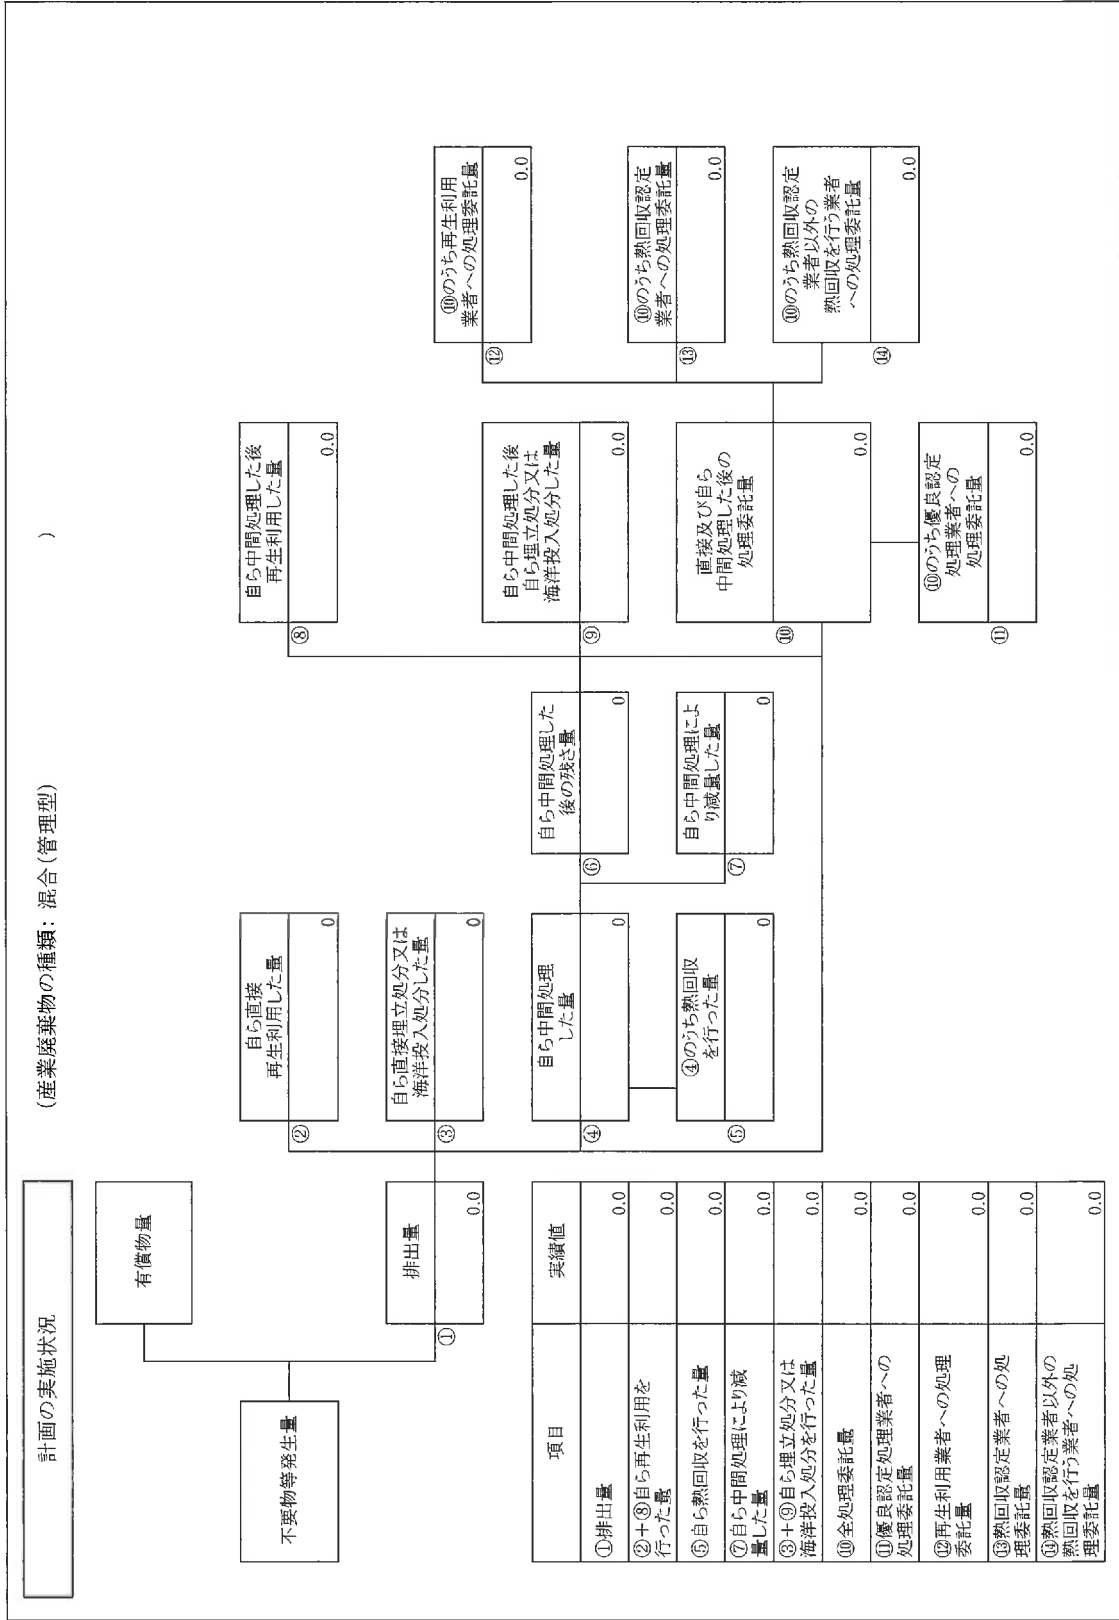 計画の実施状況
(産業廃棄物の種類: 混合(管理型)
)
不要物等発生量
有償物量
①
排出量
0.0
②
自ら直接
再生利用した量
0
③
自ら直接埋立処分又は
海洋投入処分した量
0
④
自ら中間処理
した量
0
⑤
④のうち熱回収
を行った量
0
⑥
自ら中間処理した
後の残さ量
0
⑦
自ら中間処理によ
り減量した量
0
⑧
自ら中間処理した後
再生利用した量
0.0
⑨
自ら中間処理した後
自ら埋立処分又は
海洋投入処分した量
0.0
⑩
直接及び自ら
中間処理した後の
処理委託量
0.0
⑪
⑩のうち優良認定
処理業者への
処理委託量
0.0
⑫
⑩のうち再生利用
業者への処理委託量
0.0
⑬
⑩のうち熱回収認定
業者への処理委託量
0.0
⑭
⑩のうち熱回収認定
業者以外の
熱回収を行う業者
への処理委託量
0.0
項目
実績値
①排出量
0.0
②+⑧自ら再生利用を
行った量
0.0
⑤自ら熱回収を行った量
0.0
⑦自ら中間処理により減
量した量
0.0
③+⑨自ら埋立処分又は
海洋投入処分を行った量
0.0
⑩全処理委託量
0.0
⑪優良認定処理業者への
処理委託量
0.0
⑫再生利用業者への処理
委託量
0.0
⑬熱回収認定業者への処
理委託量
0.0
⑭熱回収認定業者以外の
熱回収を行う業者への処
理委託量
0.0